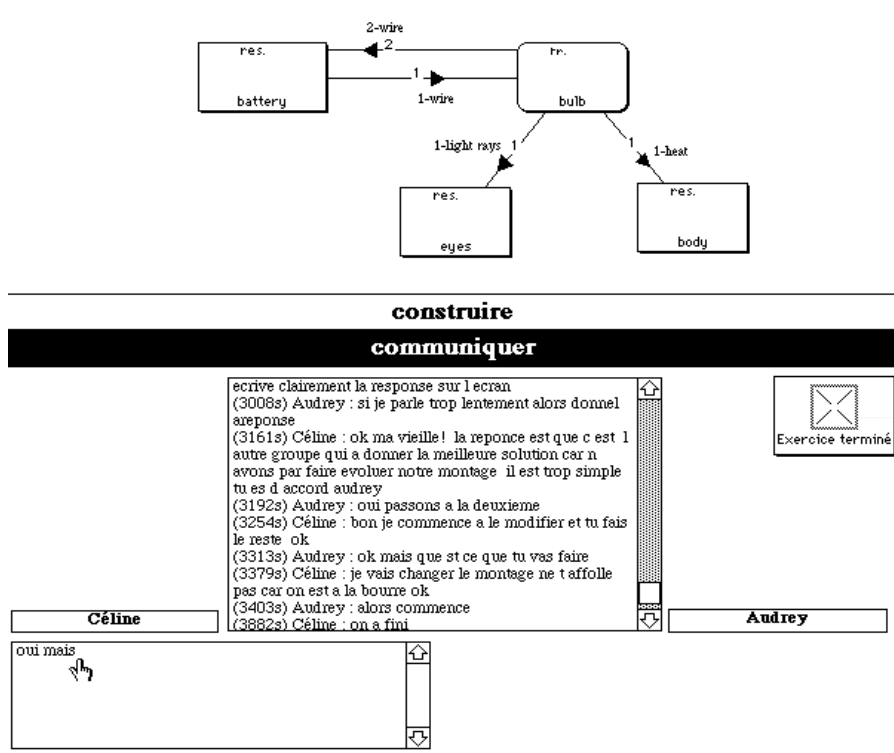 2-wire
res.
2
rr.
1
battery
1-wire
bulb
1-light rays
1
1
1-heat
res.
res.
eyes
body
construire
communiquer
ecrive clairement la response sur l ecran
(3008s) Audrey : si je parle trop lentement alors donnel
areponse
(3161s) Céline : ok ma vieille! la reponce est que c est l
autre groupe qui a donner la meilleure solution car n
avons par faire evoluer notre montage il est trop simple
tu es d accord audrey
(3192s) Audrey : oui passons a la deuxieme
(3254s) Céline : bon je commence a le modifier et tu fais
le reste ok
(3313s) Audrey : ok mais que st ce que tu vas faire
(3379s) Céline : je vais changer le montage ne t affolle
pas car on est a la bourre ok
(3403s) Audrey : alors commence
(3882s) Céline : on a fini
Exercice terminé
Céline
Audrey
oui mais